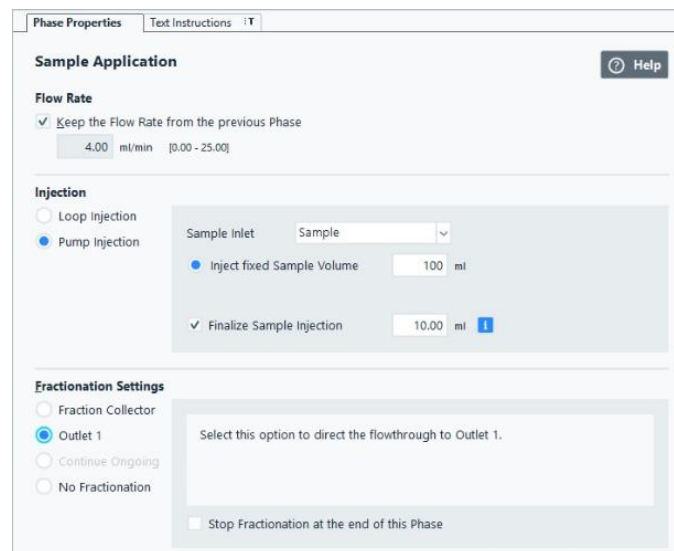 Phase Properties
Text Instructions
Sample Application
Help
Flow Rate
Keep the Flow Rate from the previous Phase
4.00 ml/min [0.00 - 25.00]
Injection
Loop Injection
Pump Injection
Sample Inlet Sample
Inject fixed Sample Volume 100 ml
Finalize Sample Injection 10.00 ml
Fractionation Settings
Fraction Collector
Outlet 1
Continue Ongoing
No Fractionation
Select this option to direct the flowthrough to Outlet 1.
Stop Fractionation at the end of this Phase